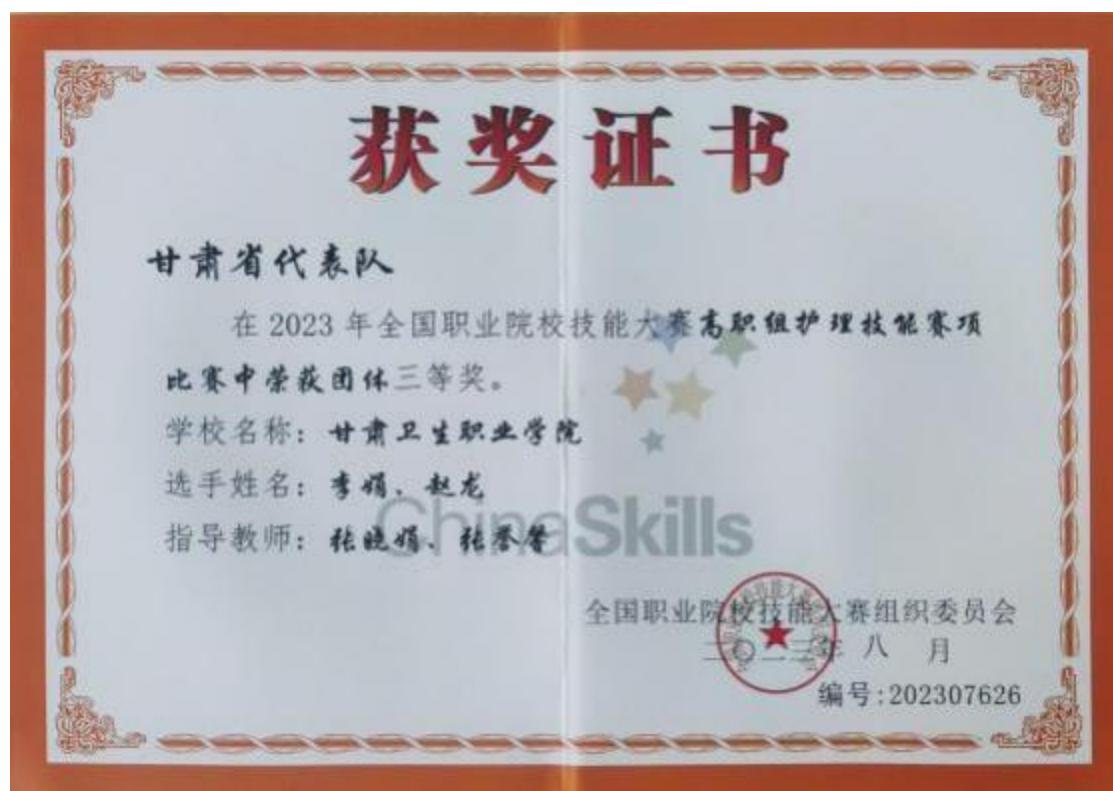 获奖证书
甘肃省代表队
在 2023 年全国职业院校技能大赛高职组护理技能赛项
比赛中荣获团体三等奖。
学校名称：甘肃卫生职业学院
选手姓名：李娟、赵龙
指导教师：张晓娟、张誉馨
ChinaSkills
全国职业院校技能大赛组织委员会
二〇二三年 八 月
编号:202307626